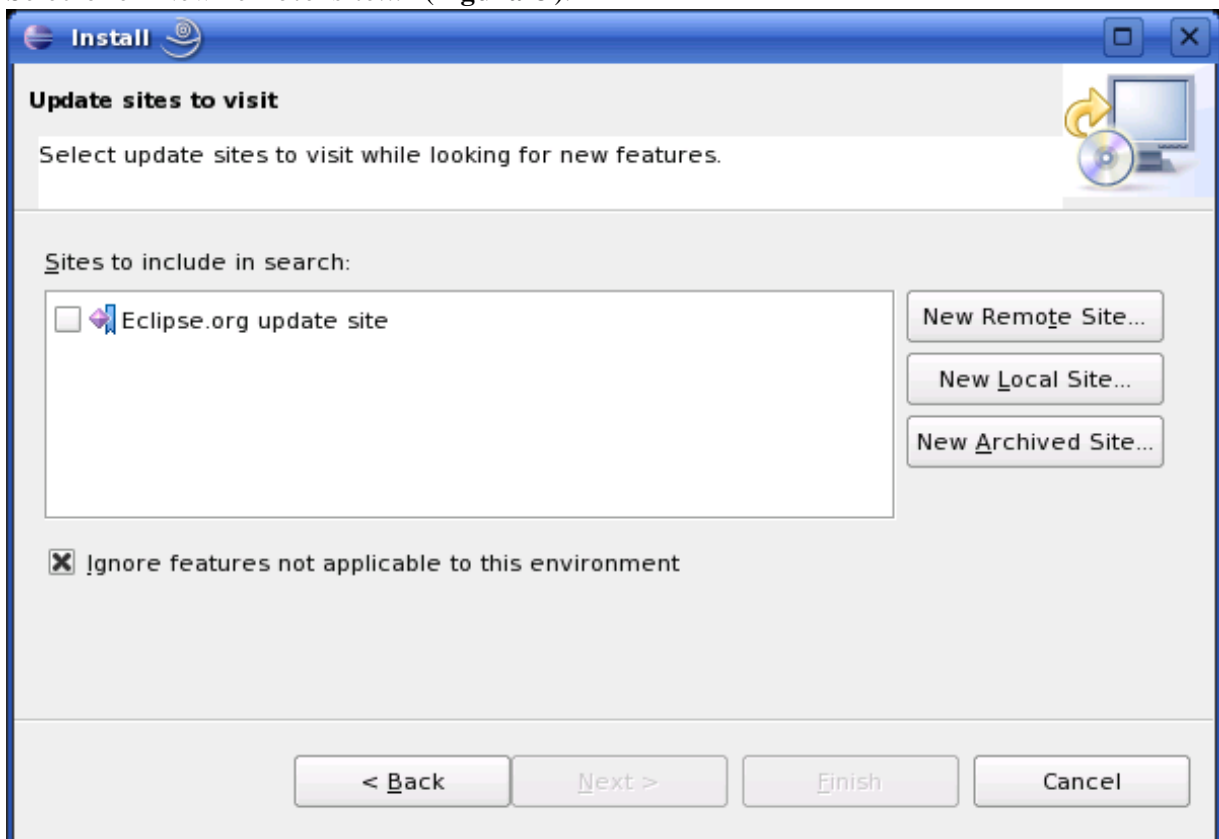 Install
Update sites to visit
Select update sites to visit while looking for new features.
Sites to include in search:
Eclipse.org update site
New Remote Site...
New Local Site...
New Archived Site...
Ignore features not applicable to this environment
< Back
Next >
Finish
Cancel